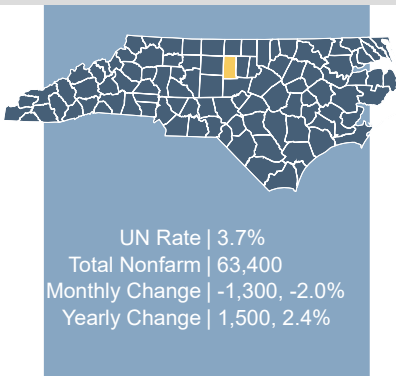 UN Rate | 3.7%
Total Nonfarm | 63,400
Monthly Change | -1,300, -2.0%
Yearly Change | 1,500, 2.4%